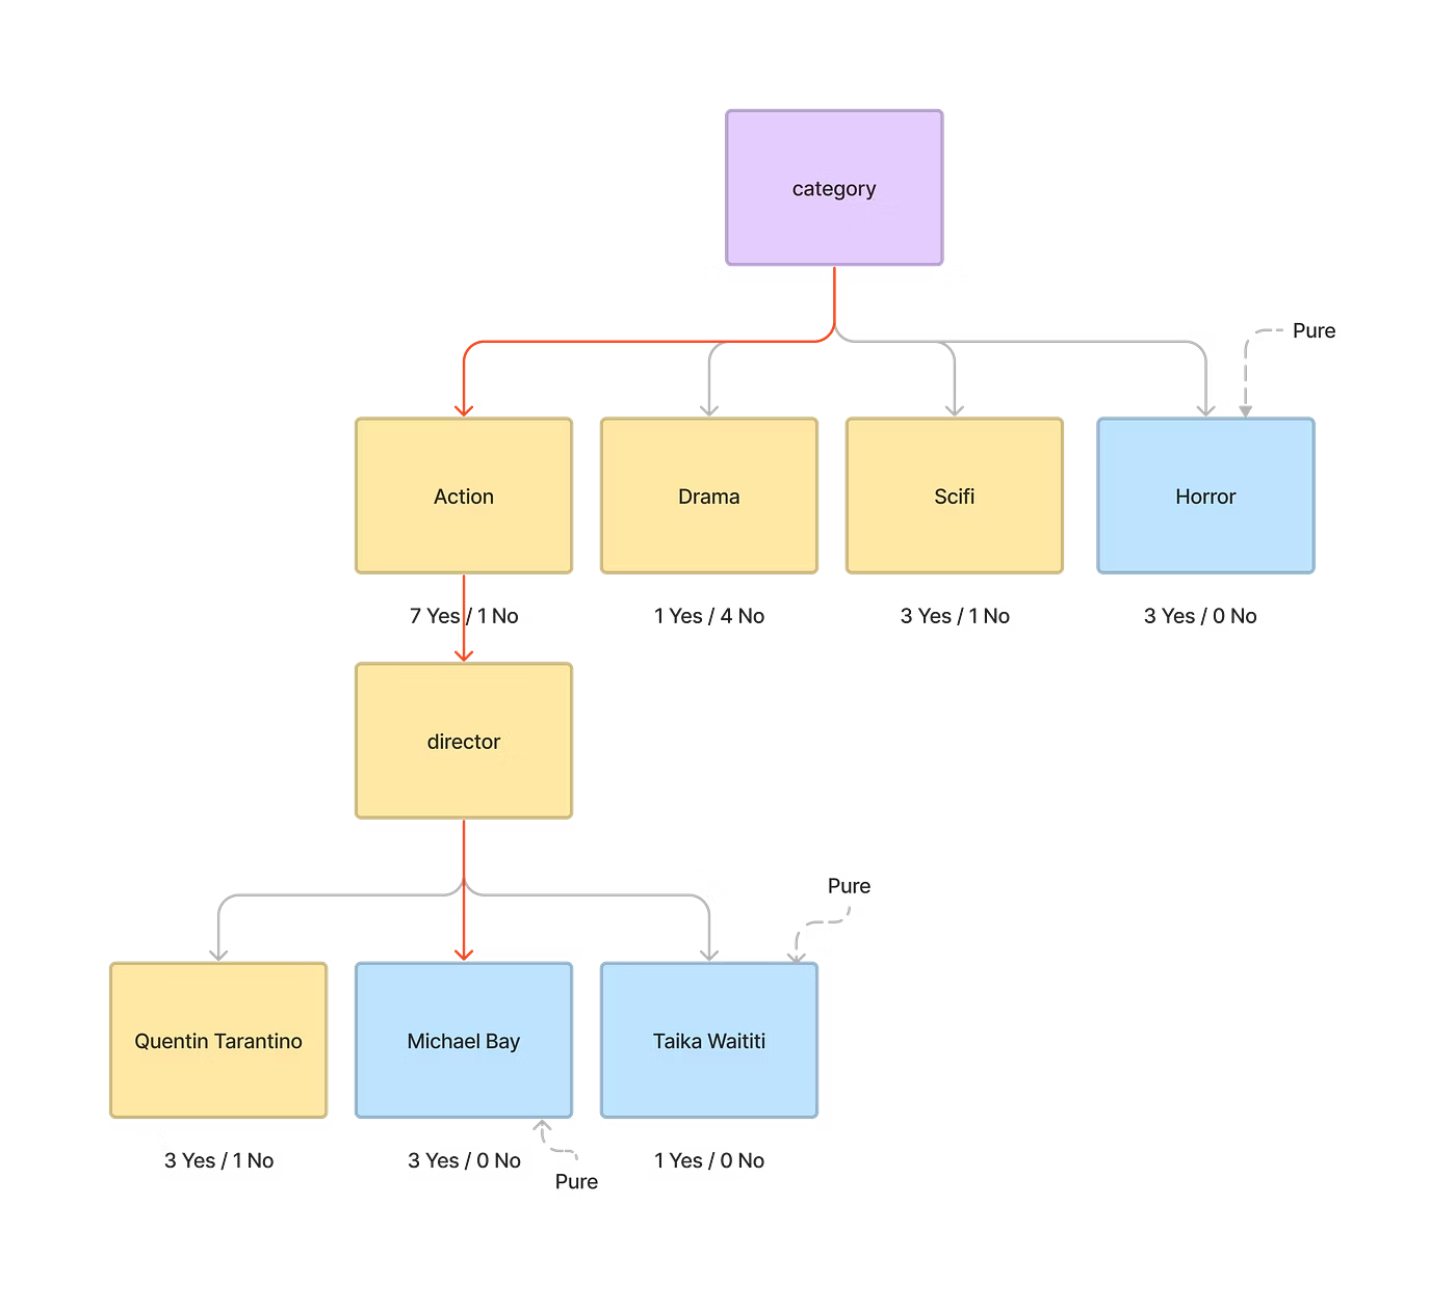 category
Pure
Action
Drama
Scifi
Horror
7 Yes / 1 No
1 Yes / 4 No
3 Yes / 1 No
3 Yes / 0 No
director
Pure
Quentin Tarantino
Michael Bay
Taika Waititi
3 Yes / 1 No
3 Yes / 0 No
1 Yes / 0 No
Pure